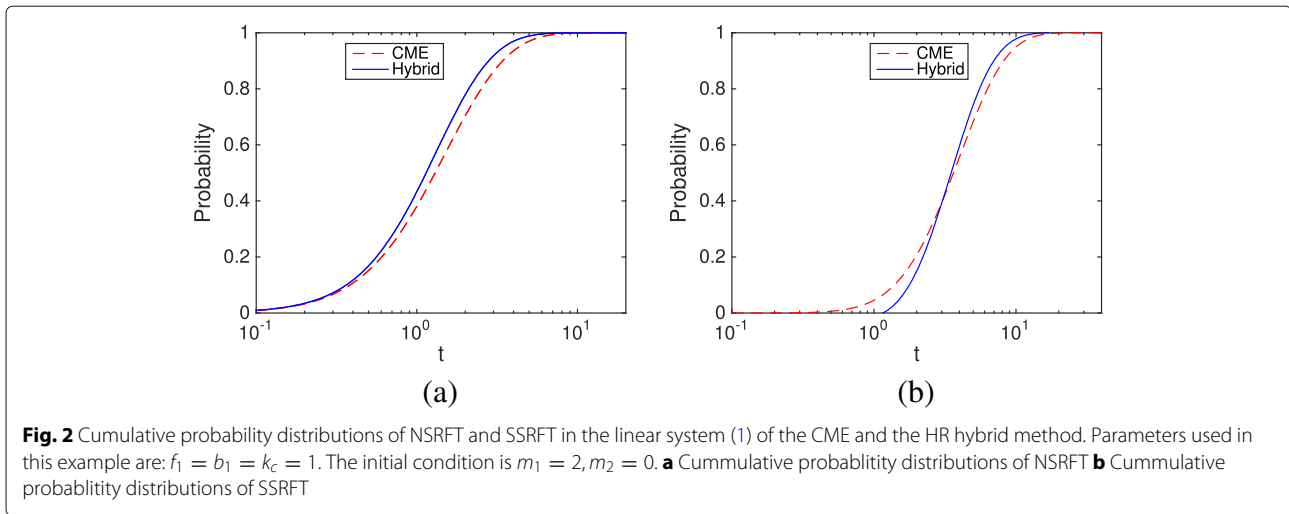 CME
Hybrid
Probability
1
0.8
0.6
0.4
0.2
0
10^-1
10^0
10^1
t
(a)
CME
Hybrid
Probability
1
0.8
0.6
0.4
0.2
0
10^-1
10^0
10^1
t
(b)
Fig. 2 Cumulative probability distributions of NSRFT and SSRFT in the linear system (1) of the CME and the HR hybrid method. Parameters used in
this example are: f₁ = b₁ = k_c = 1. The initial condition is m₁ = 2, m₂ = 0. a Cummulative probablitity distributions of NSRFT b Cummulative
probablitity distributions of SSRFT